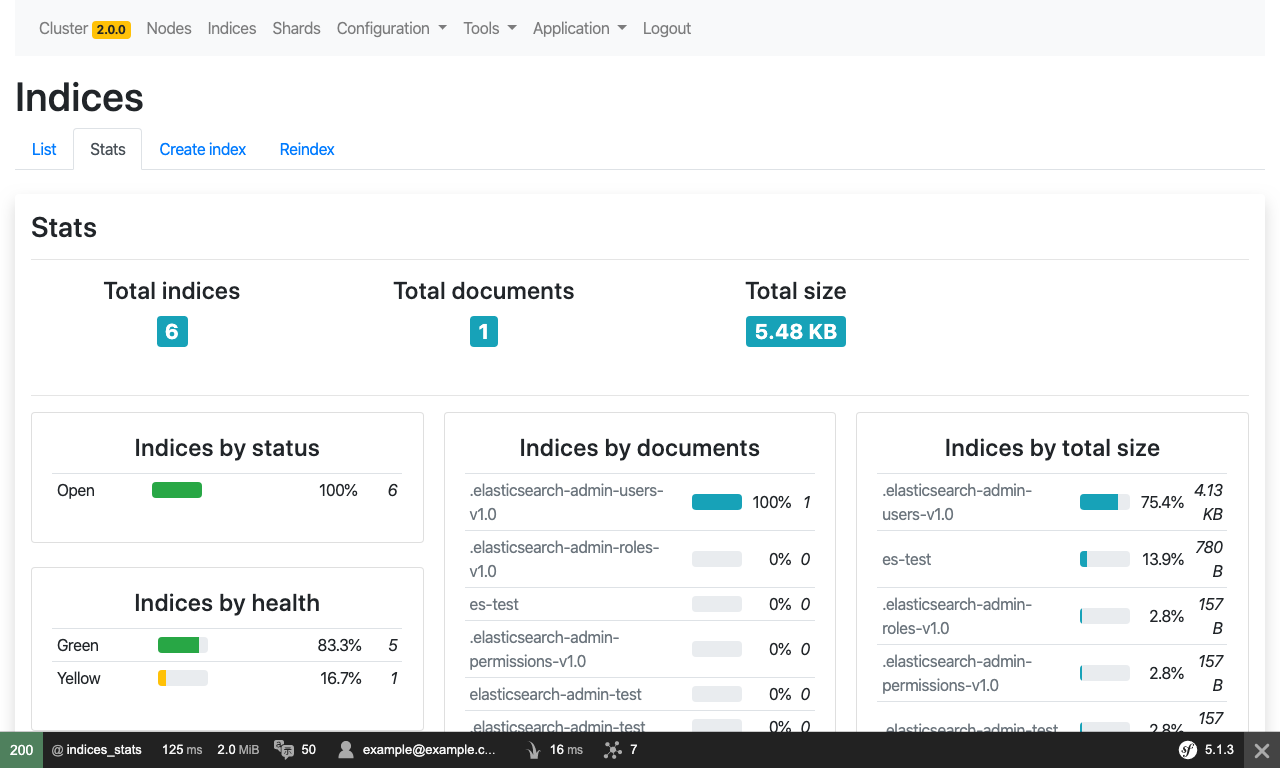 Cluster 2.0.0 Nodes Indices Shards Configuration Tools Application Logout
Indices
List Stats Create index Reindex
Stats
Total indices Total documents Total size
6 1 5.48 KB
Indices by status
Open 100% 6
Indices by health
Green 83.3% 5
Yellow 16.7% 1
Indices by documents
.elasticsearch-admin-users-
v1.0 100% 1
.elasticsearch-admin-roles-
v1.0 0% 0
es-test 0% 0
.elasticsearch-admin-
permissions-v1.0 0% 0
elasticsearch-admin-test 0% 0
.elasticsearch-admin-test 0% 0
Indices by total size
.elasticsearch-admin-
users-v1.0 75.4% 4.13
KB
es-test 13.9% 780
B
.elasticsearch-admin-
roles-v1.0 2.8% 157
B
.elasticsearch-admin-
permissions-v1.0 2.8% 157
B
elasticsearch-admin-test 2.8% 157
200 @ indices_stats 125 ms 2.0 MiB 50 example@example.c... 16 ms 7 5.1.3